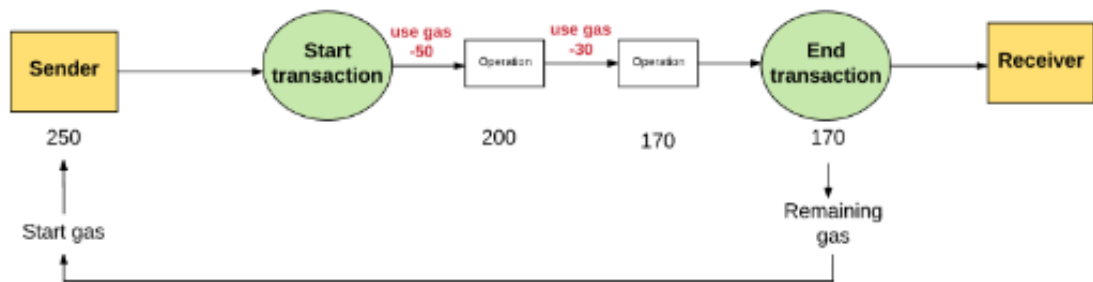 Sender
Start
transaction
use gas
-50
Operation
use gas
-30
Operation
End
transaction
Receiver
250
200
170
170
Start gas
Remaining
gas